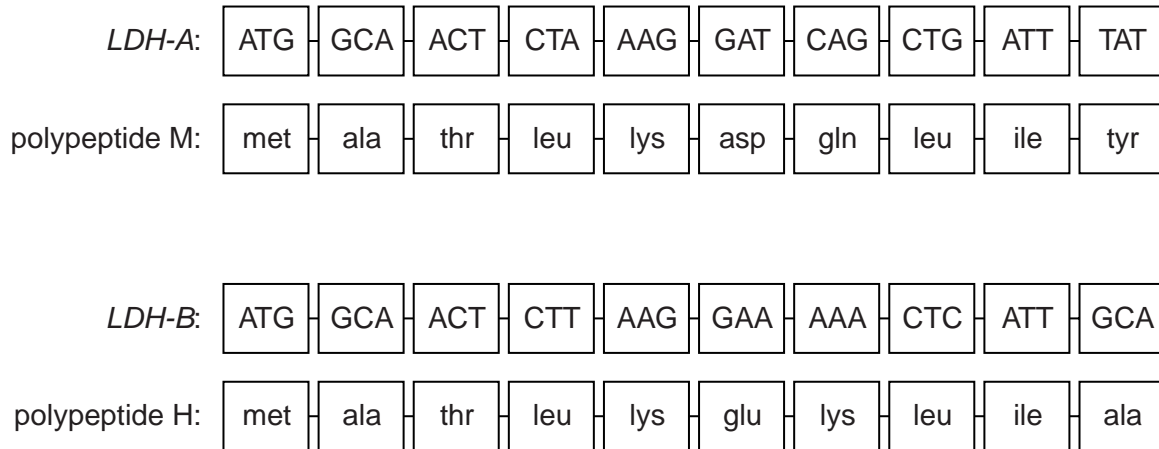 LDH-A: ATG GCA ACT CTA AAG GAT CAG CTG ATT TAT
polypeptide M: met ala thr leu lys asp gln leu ile tyr
LDH-B: ATG GCA ACT CTT AAG GAA AAA CTC ATT GCA
polypeptide H: met ala thr leu lys glu lys leu ile ala